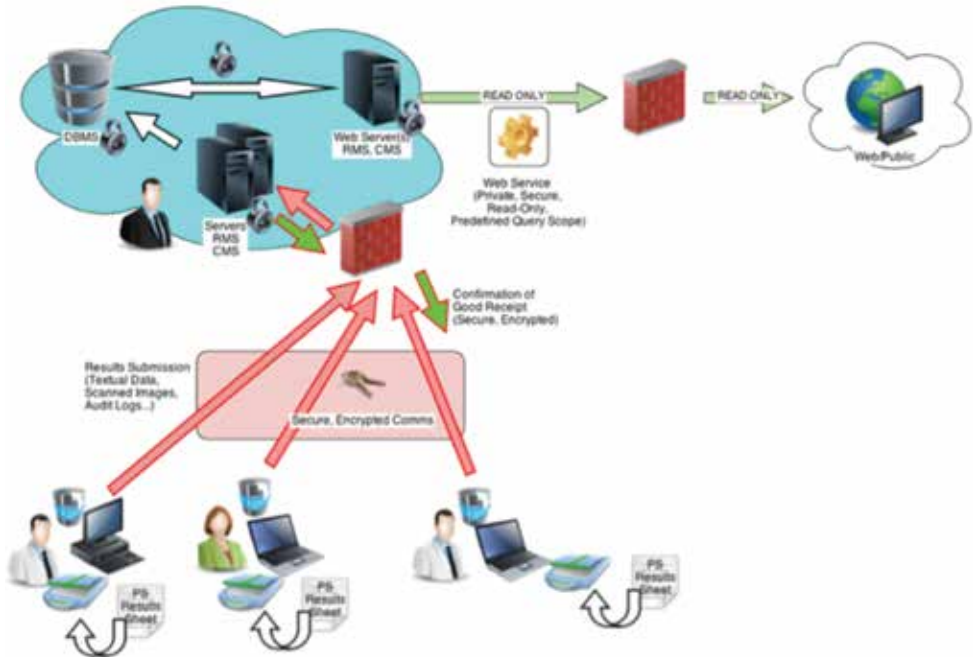 DBMS
Web Server(s)
RMS, CMS
READ ONLY
READ ONLY
Web/Public
Web Service
(Private, Secure,
Read-Only,
Predefined Query Scope)
Servers
RMS
CMS
Confirmation of
Good Receipt
(Secure, Encrypted)
Results Submission
(Textual Data,
Scanned Images,
Audit Logs...)
Secure, Encrypted Comms
PS
Results
Sheet
PS
Results
Sheet
PS
Results
Sheet